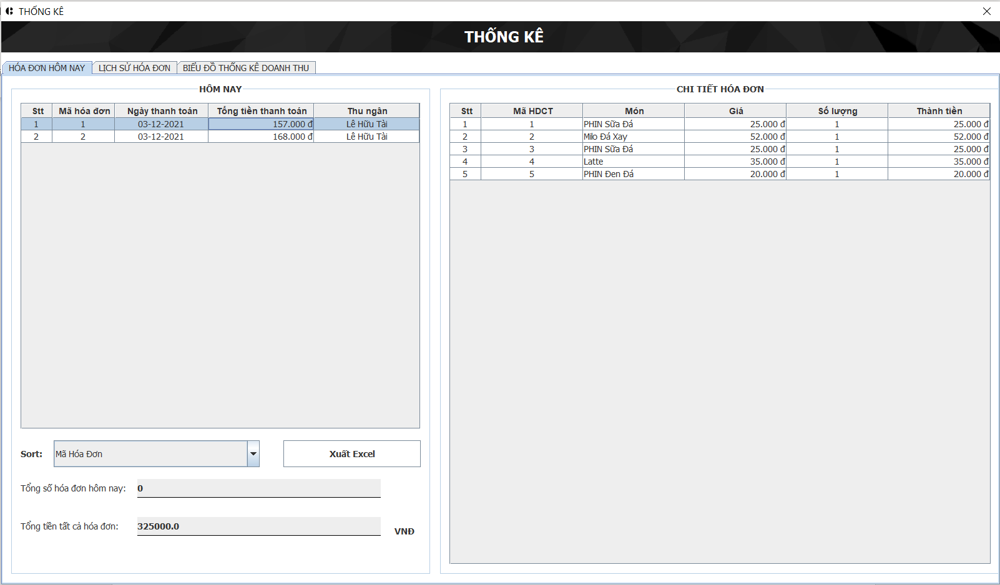 THỐNG KÊ
THỐNG KÊ
HÓA ĐƠN HÔM NAY LỊCH SỬ HÓA ĐƠN BIỂU ĐỒ THỐNG KÊ DOANH THU
HÔM NAY
Stt Mã hóa đơn Ngày thanh toán Tổng tiền thanh toán Thu ngân
1 1 03-12-2021 157.000 đ Lê Hữu Tài
2 2 03-12-2021 168.000 đ Lê Hữu Tài
Sort: Mã Hóa Đơn Xuất Excel
Tổng số hóa đơn hôm nay: 0
Tổng tiền tất cả hóa đơn: 325000.0 VNĐ
CHI TIẾT HÓA ĐƠN
Stt Mã HDCT Món Giá Số lượng Thành tiền
1 1 PHIN Sữa Đá 25.000 đ 1 25.000 đ
2 2 Milo Đá Xay 52.000 đ 1 52.000 đ
3 3 PHIN Sữa Đá 25.000 đ 1 25.000 đ
4 4 Latte 35.000 đ 1 35.000 đ
5 5 PHIN Đen Đá 20.000 đ 1 20.000 đ